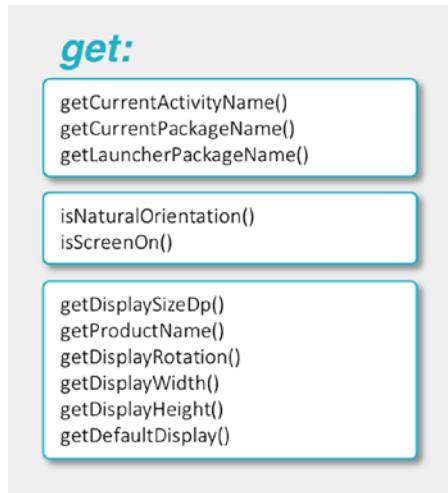 get:
getCurrentActivityName()
getCurrentPackageName()
getLauncherPackageName()
isNaturalOrientation()
isScreenOn()
getDisplaySizeDp()
getProductName()
getDisplayRotation()
getDisplayWidth()
getDisplayHeight()
getDefaultDisplay()